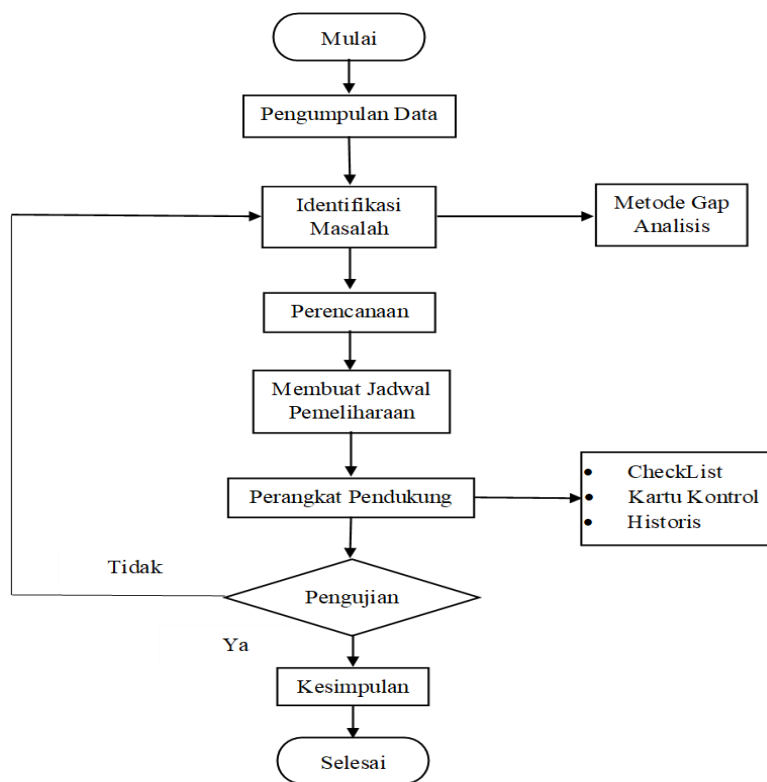 Mulai
Pengumpulan Data
Identifikasi
Masalah
Metode Gap
Analisis
Perencanaan
Membuat Jadwal
Pemeliharaan
Perangkat Pendukung
• CheckList
• Kartu Kontrol
• Historis
Tidak
Pengujian
Ya
Kesimpulan
Selesai